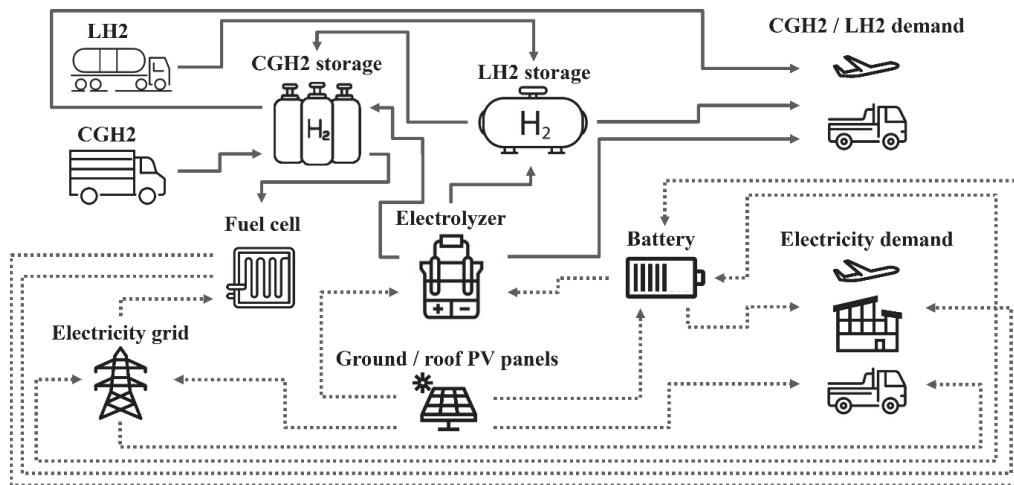 LH2
CGH2 / LH2 demand
CGH2 storage
LH2 storage
H2
H2
CGH2
Fuel cell
Electrolyzer
Battery
Electricity demand
+ −
Electricity grid
Ground / roof PV panels